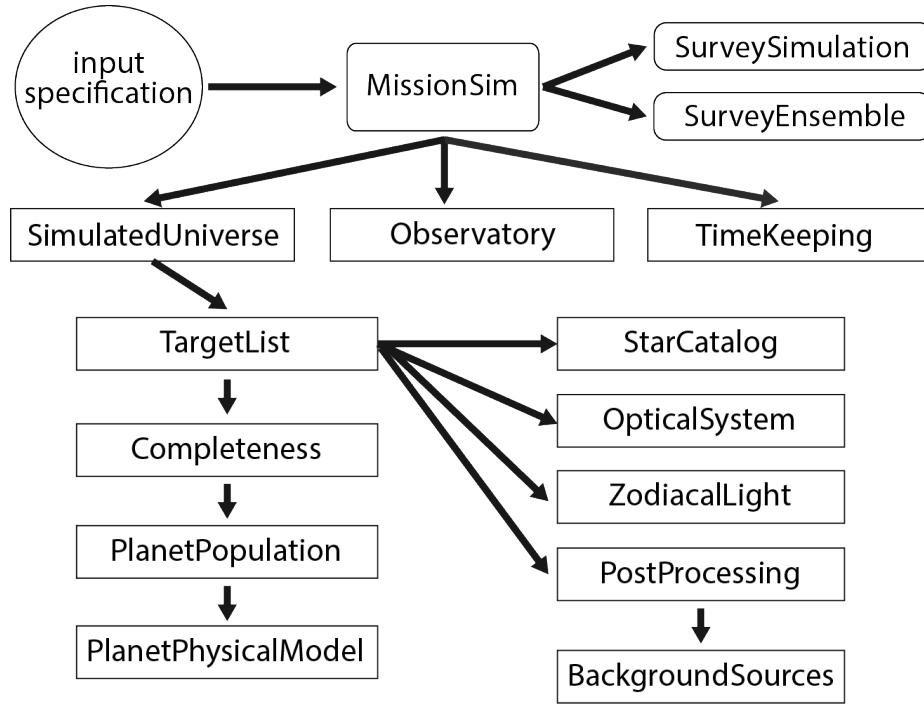 input
specification
MissionSim
SurveySimulation
SurveyEnsemble
SimulatedUniverse
Observatory
TimeKeeping
TargetList
StarCatalog
Completeness
OpticalSystem
ZodiacalLight
PlanetPopulation
PostProcessing
PlanetPhysicalModel
BackgroundSources